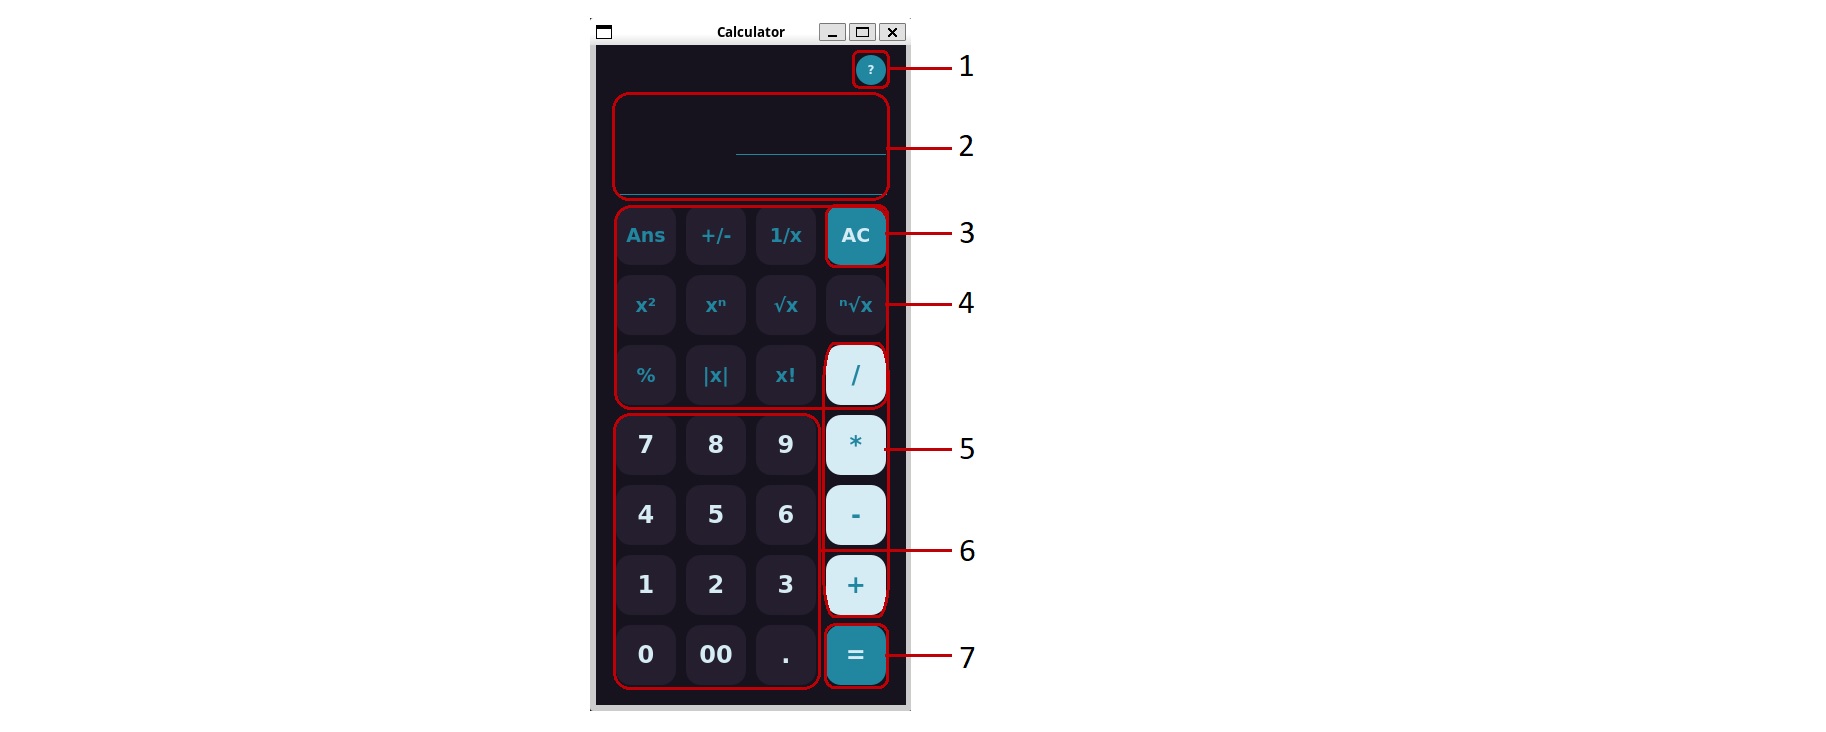 Calculator
? 1
2
Ans +/- 1/x AC 3
x² xⁿ √x ⁿ√x 4
% |x| x! /
7 8 9 * 5
4 5 6 -
6
1 2 3 +
0 00 . = 7